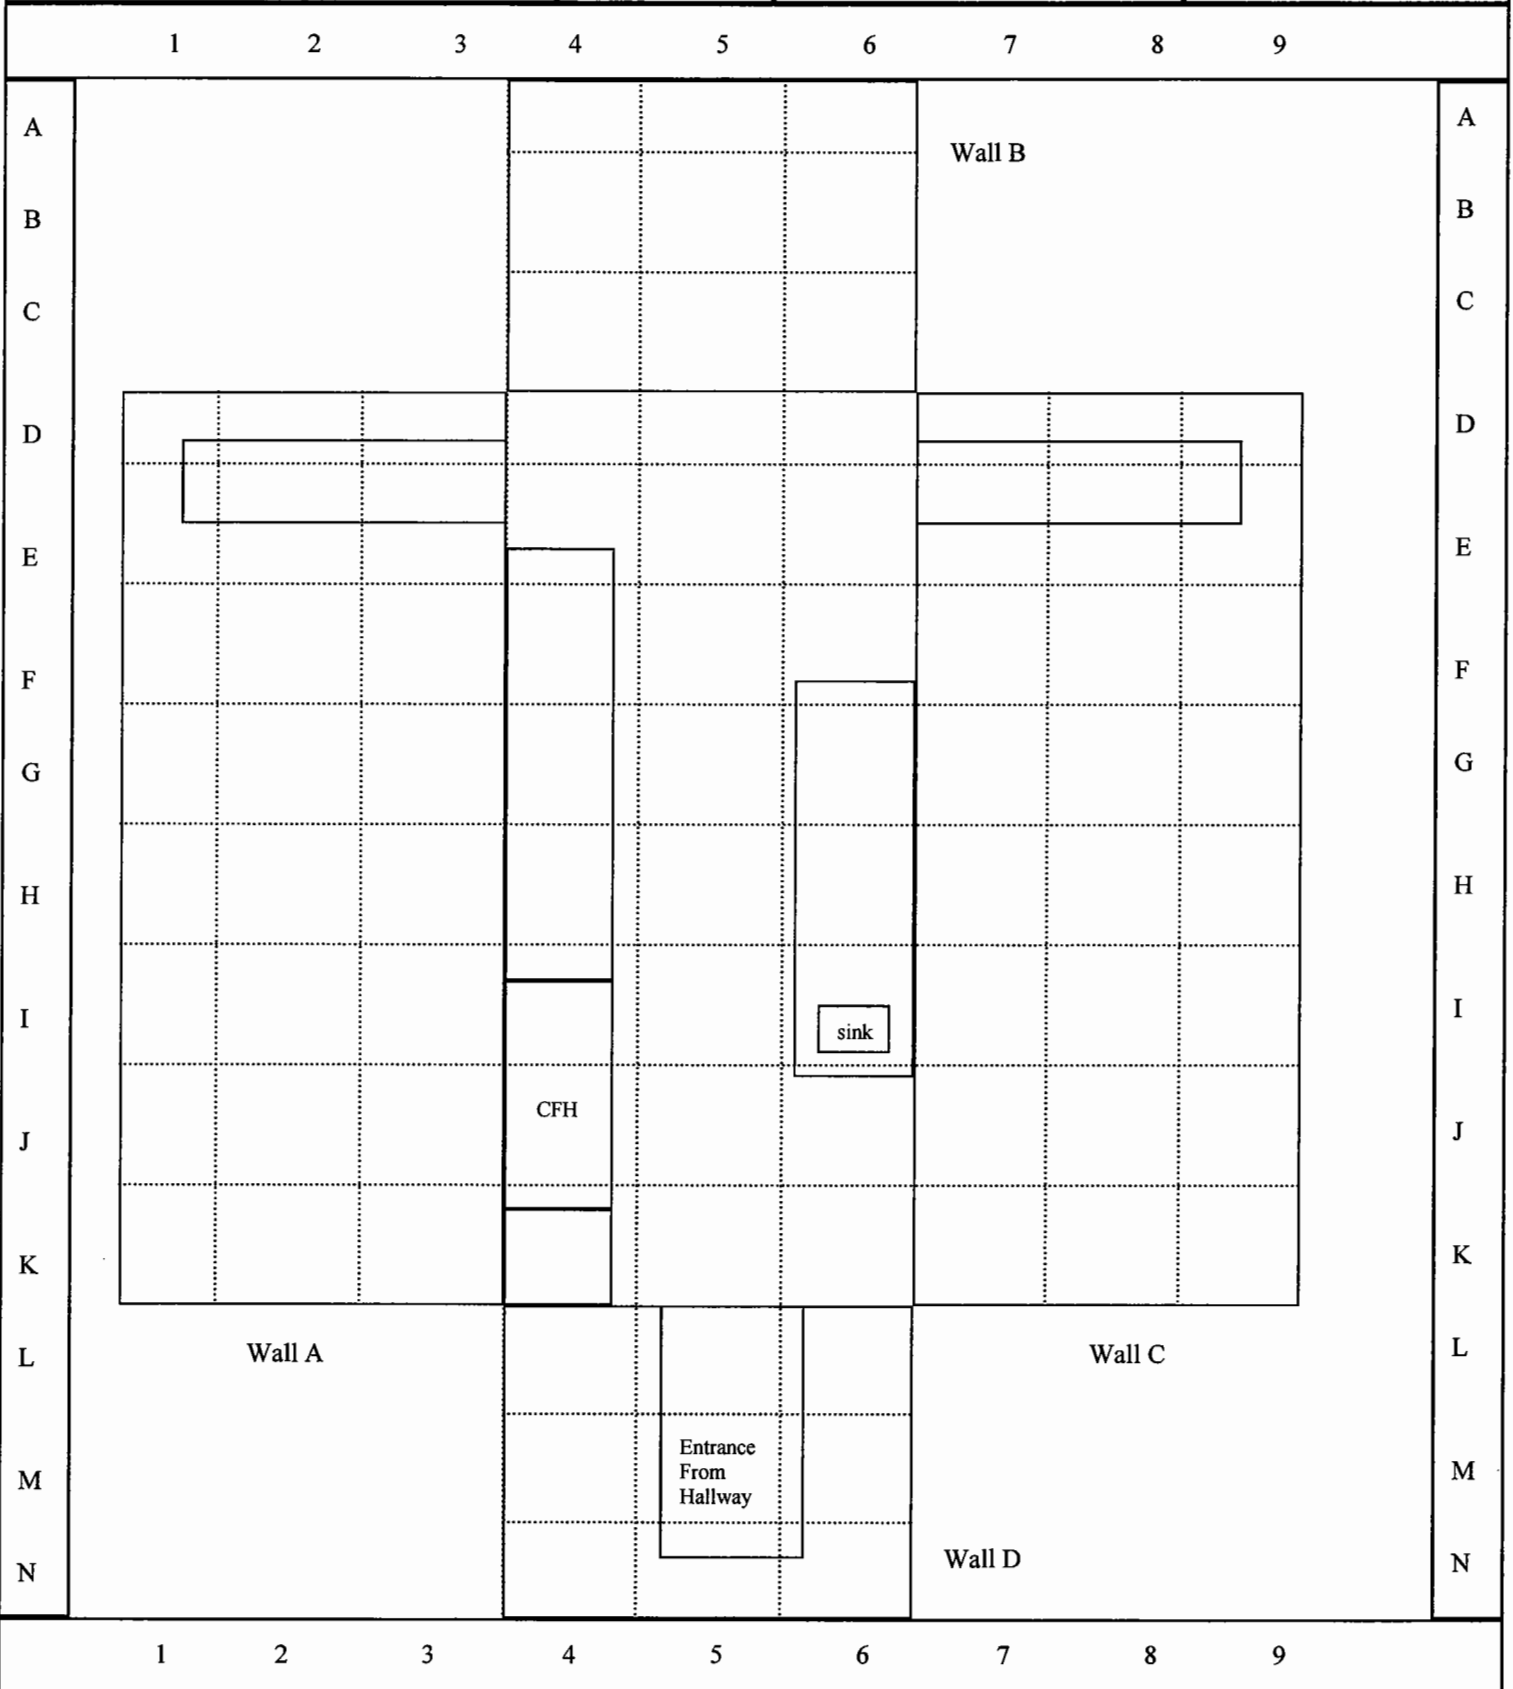 1 2 3 4 5 6 7 8 9
A A
Wall B
B B
C C
D D
E E
F F
G G
H H
I I
sink
J J
CFH
K K
L Wall A Wall C L
Entrance
From
Hallway
M M
N Wall D N
1 2 3 4 5 6 7 8 9